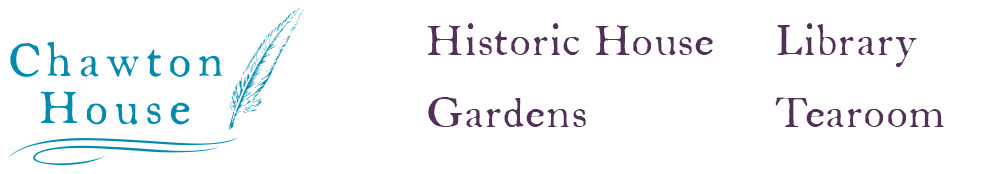 Chawton
House
Historic House
Library
Gardens
Tearoom